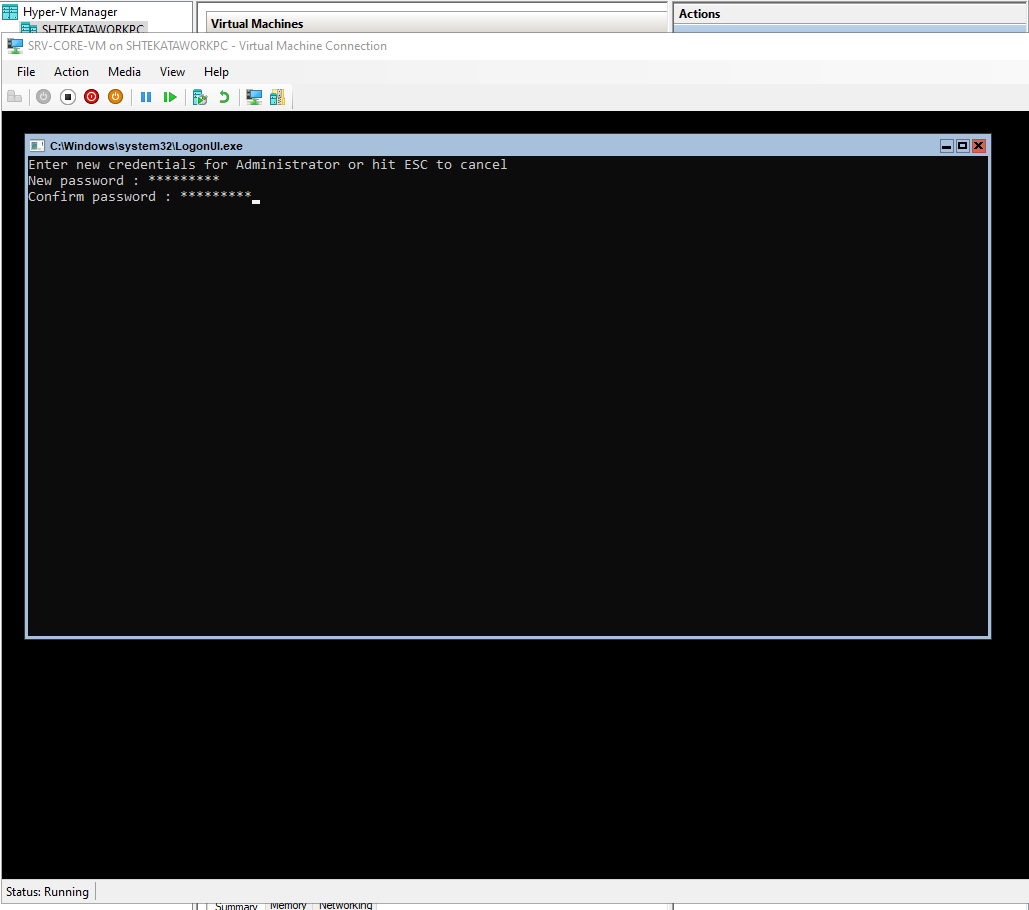 Hyper-V Manager
SHTEKATAWORKPC
Virtual Machines
Actions
SRV-CORE-VM on SHTEKATAWORKPC - Virtual Machine Connection
File Action Media View Help
C:\Windows\system32\LogonUI.exe
Enter new credentials for Administrator or hit ESC to cancel
New password : *********
Confirm password : *********
Status: Running
Summary Memory Networking